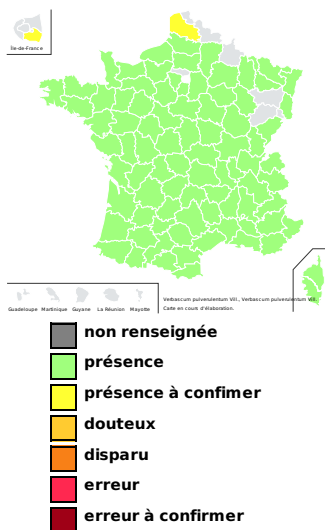 Île-de-France
Guadeloupe Martinique Guyane La Réunion Mayotte
Verbascum pulverulentum Vill., Verbascum pulverulentum Vill.
Carte en cours d'élaboration.
non renseignée
présence
présence à confimer
douteux
disparu
erreur
erreur à confirmer